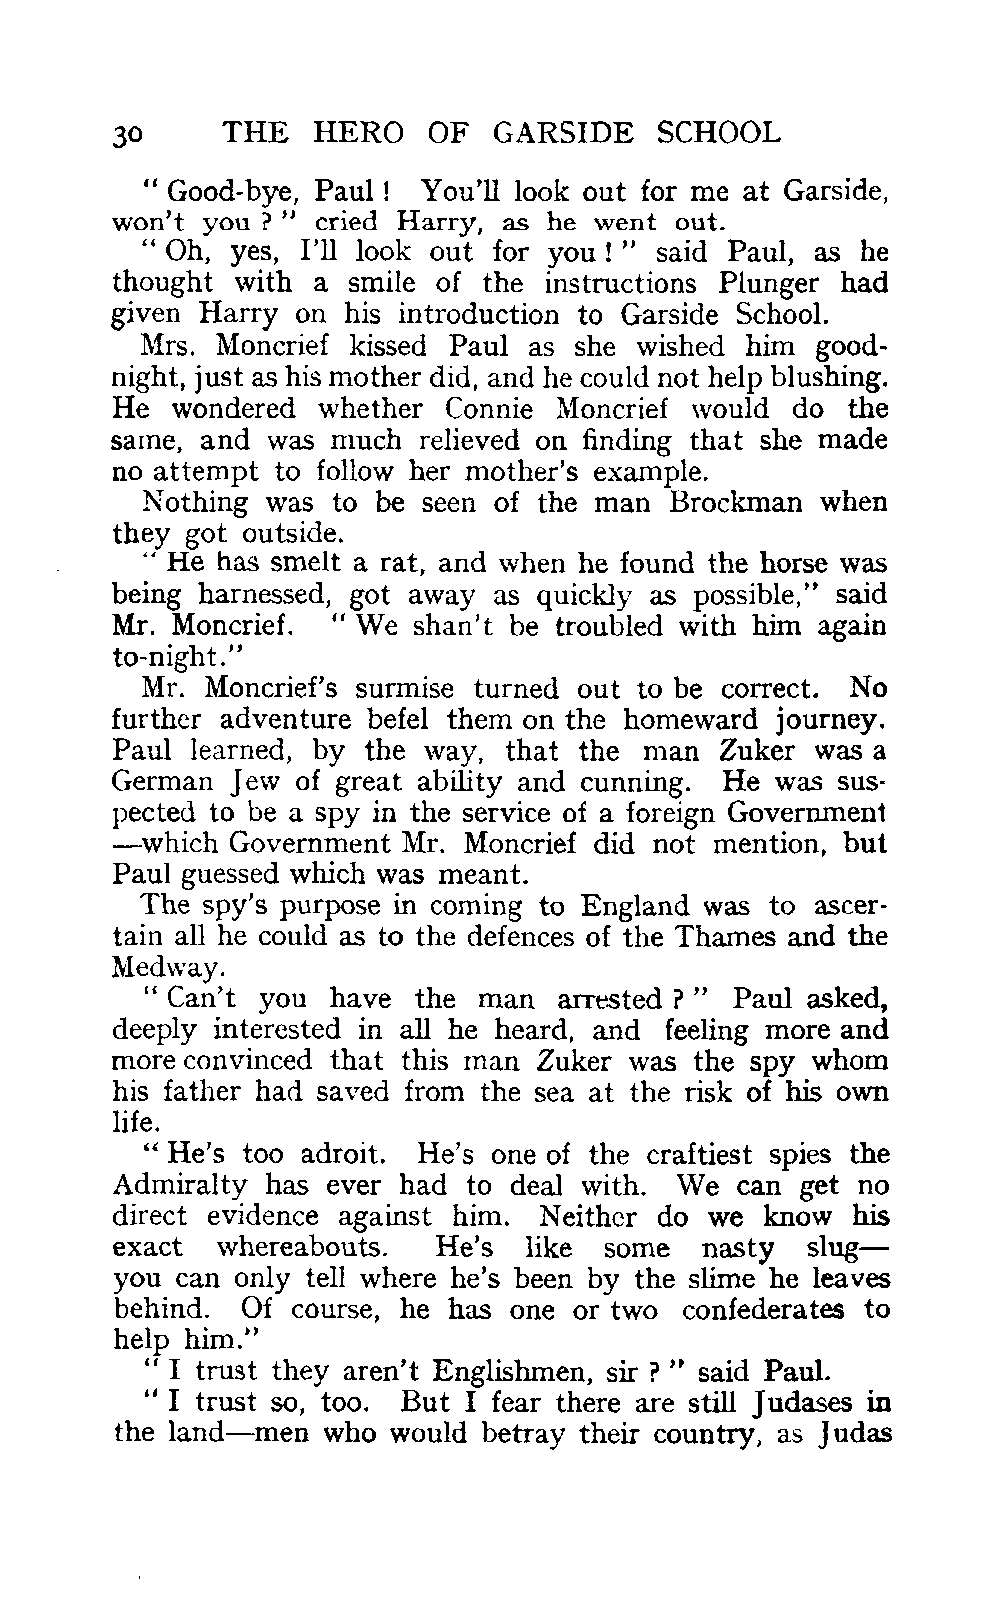 30 THE HERO OF GARSIDE SCHOOL
" Good-bye, Paul ! You'll look out for me at Garside,
won't you ? " cried Harry, as he went out.
" Oh, yes, I'll look out for you ! " said Paul, as he
thought with a smile of the instructions Plunger had
given Harry on his introduction to Garside School.
Mrs. Moncrief kissed Paul as she wished him good-
night, just as his mother did, and he could not help blushing.
He wondered whether Connie Moncrief would do the
same, and was much relieved on finding that she made
no attempt to follow her mother's example.
Nothing was to be seen of the man Brockman when
they got outside.
" He has smelt a rat, and when he found the horse was
being harnessed, got away as quickly as possible," said
Mr. Moncrief. " We shan't be troubled with him again
to-night."
Mr. Moncrief's surmise turned out to be correct. No
further adventure befel them on the homeward journey.
Paul learned, by the way, that the man Zuker was a
German Jew of great ability and cunning. He was sus-
pected to be a spy in the service of a foreign Government
—which Government Mr. Moncrief did not mention, but
Paul guessed which was meant.
The spy's purpose in coming to England was to ascer-
tain all he could as to the defences of the Thames and the
Medway.
" Can't you have the man arrested ? " Paul asked,
deeply interested in all he heard, and feeling more and
more convinced that this man Zuker was the spy whom
his father had saved from the sea at the risk of his own
life.
" He's too adroit. He's one of the craftiest spies the
Admiralty has ever had to deal with. We can get no
direct evidence against him. Neither do we know his
exact whereabouts. He's like some nasty slug—
you can only tell where he's been by the slime he leaves
behind. Of course, he has one or two confederates to
help him."
" I trust they aren't Englishmen, sir ? " said Paul.
" I trust so, too. But I fear there are still Judases in
the land—men who would betray their country, as Judas